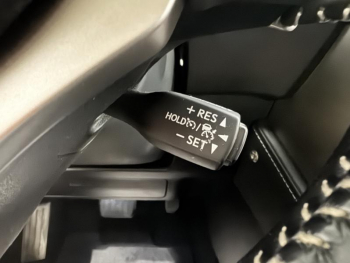 + RES ▲
HOLD(S)/ ◀
− SET ▼